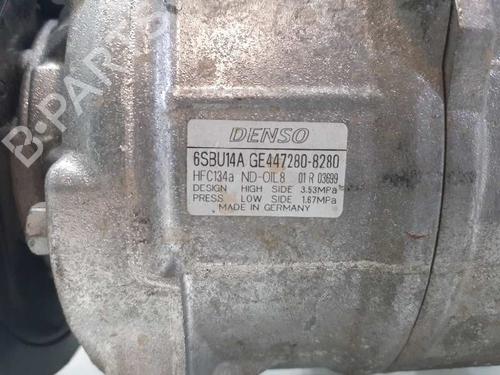 B-PARTS
DENSO
6SBU14A GE447280-8280
HFC134a ND-OIL8 01 R 03699
DESIGN HIGH SIDE 3.53MPa
PRESS LOW SIDE 1.67MPa
MADE IN GERMANY